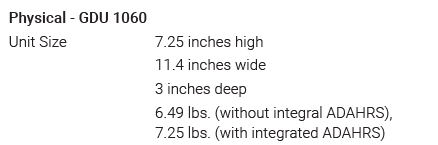 Physical - GDU 1060
Unit Size 7.25 inches high
11.4 inches wide
3 inches deep
6.49 lbs. (without integral ADAHRS),
7.25 lbs. (with integrated ADAHRS)